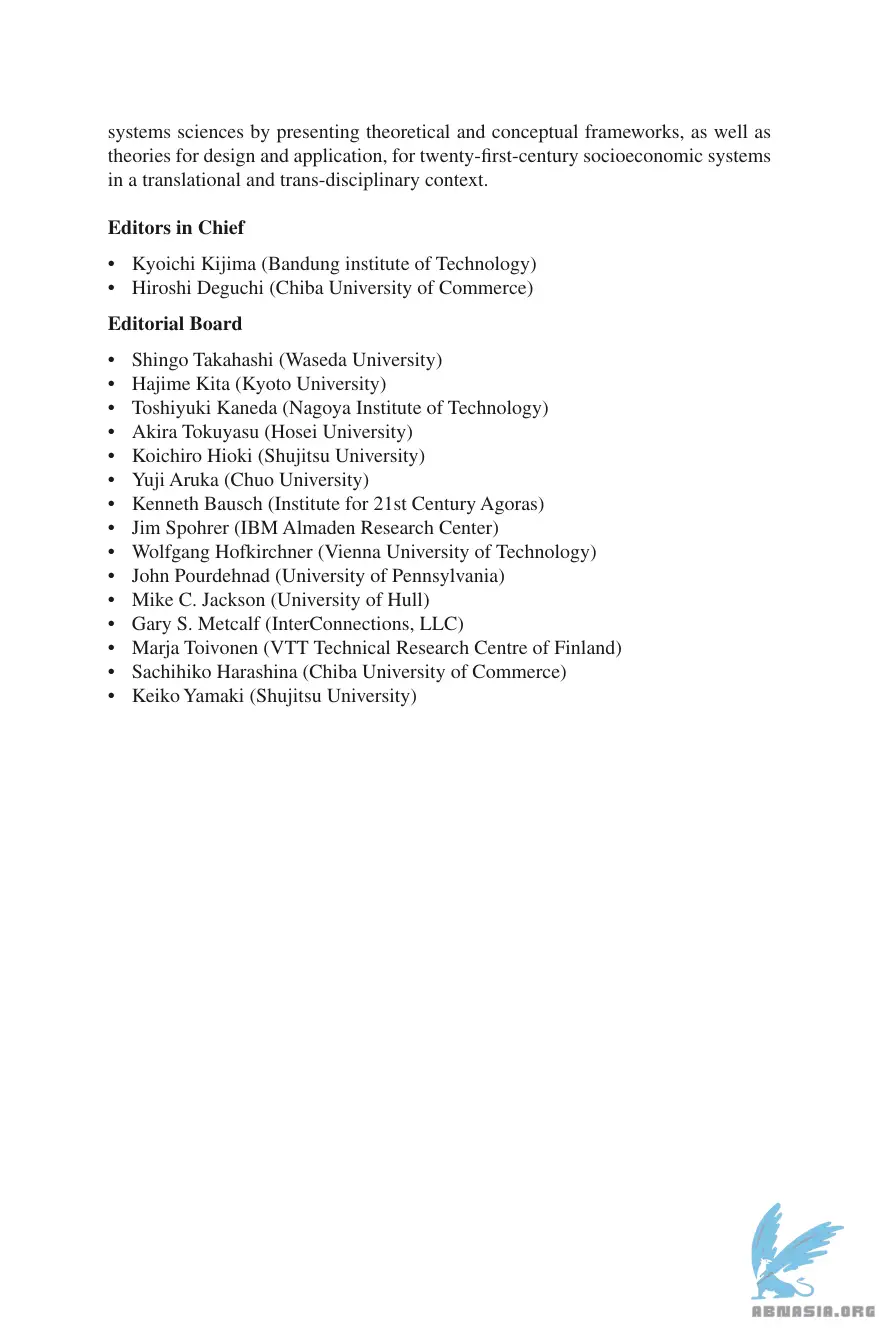 systems sciences by presenting theoretical and conceptual frameworks, as well as
theories for design and application, for twenty-first-century socioeconomic systems
in a translational and trans-disciplinary context.
Editors in Chief
• Kyoichi Kijima (Bandung institute of Technology)
• Hiroshi Deguchi (Chiba University of Commerce)
Editorial Board
• Shingo Takahashi (Waseda University)
• Hajime Kita (Kyoto University)
• Toshiyuki Kaneda (Nagoya Institute of Technology)
• Akira Tokuyasu (Hosei University)
• Koichiro Hioki (Shujitsu University)
• Yuji Aruka (Chuo University)
• Kenneth Bausch (Institute for 21st Century Agoras)
• Jim Spohrer (IBM Almaden Research Center)
• Wolfgang Hofkirchner (Vienna University of Technology)
• John Pourdehnad (University of Pennsylvania)
• Mike C. Jackson (University of Hull)
• Gary S. Metcalf (InterConnections, LLC)
• Marja Toivonen (VTT Technical Research Centre of Finland)
• Sachihiko Harashina (Chiba University of Commerce)
• Keiko Yamaki (Shujitsu University)
ABNASIA.ORG